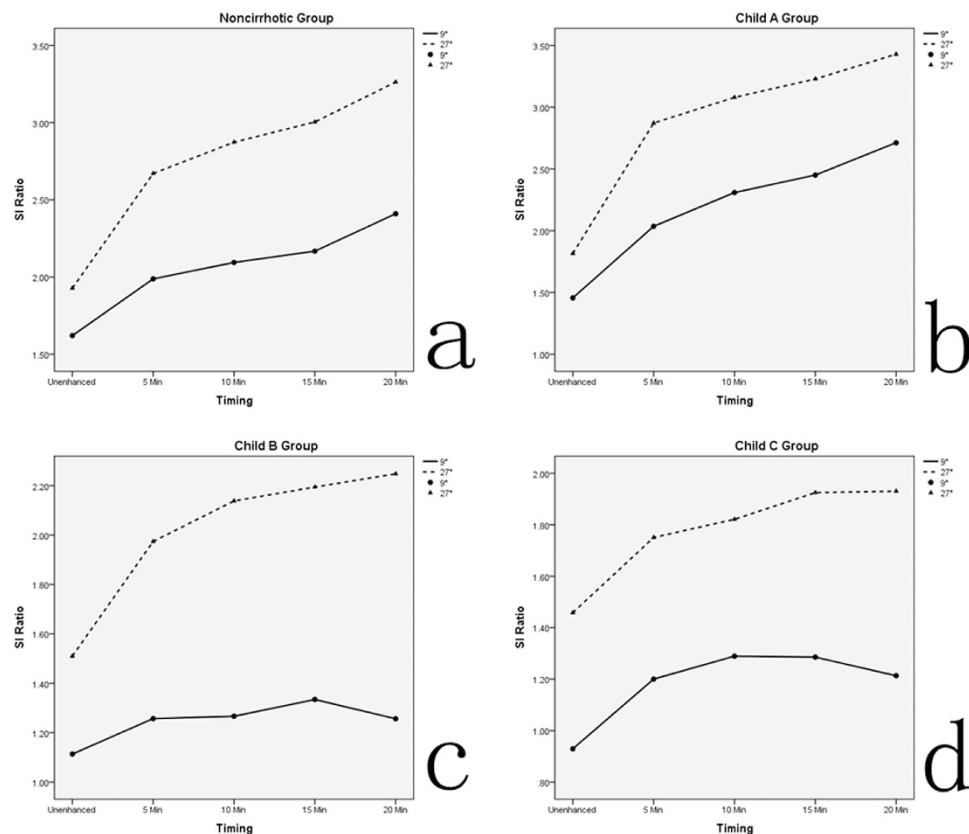 Noncirrhotic Group
3.50
3.00
2.50
2.00
1.50
SI Ratio
Unenhanced 5 Min 10 Min 15 Min 20 Min
Timing
9°
27°
9°
27°
a
Child A Group
3.50
3.00
2.50
2.00
1.50
1.00
SI Ratio
Unenhanced 5 Min 10 Min 15 Min 20 Min
Timing
9°
27°
9°
27°
b
Child B Group
2.20
2.00
1.80
1.60
1.40
1.20
1.00
SI Ratio
Unenhanced 5 Min 10 Min 15 Min 20 Min
Timing
9°
27°
9°
27°
c
Child C Group
2.00
1.80
1.60
1.40
1.20
1.00
.80
SI Ratio
Unenhanced 5 Min 10 Min 15 Min 20 Min
Timing
9°
27°
9°
27°
d